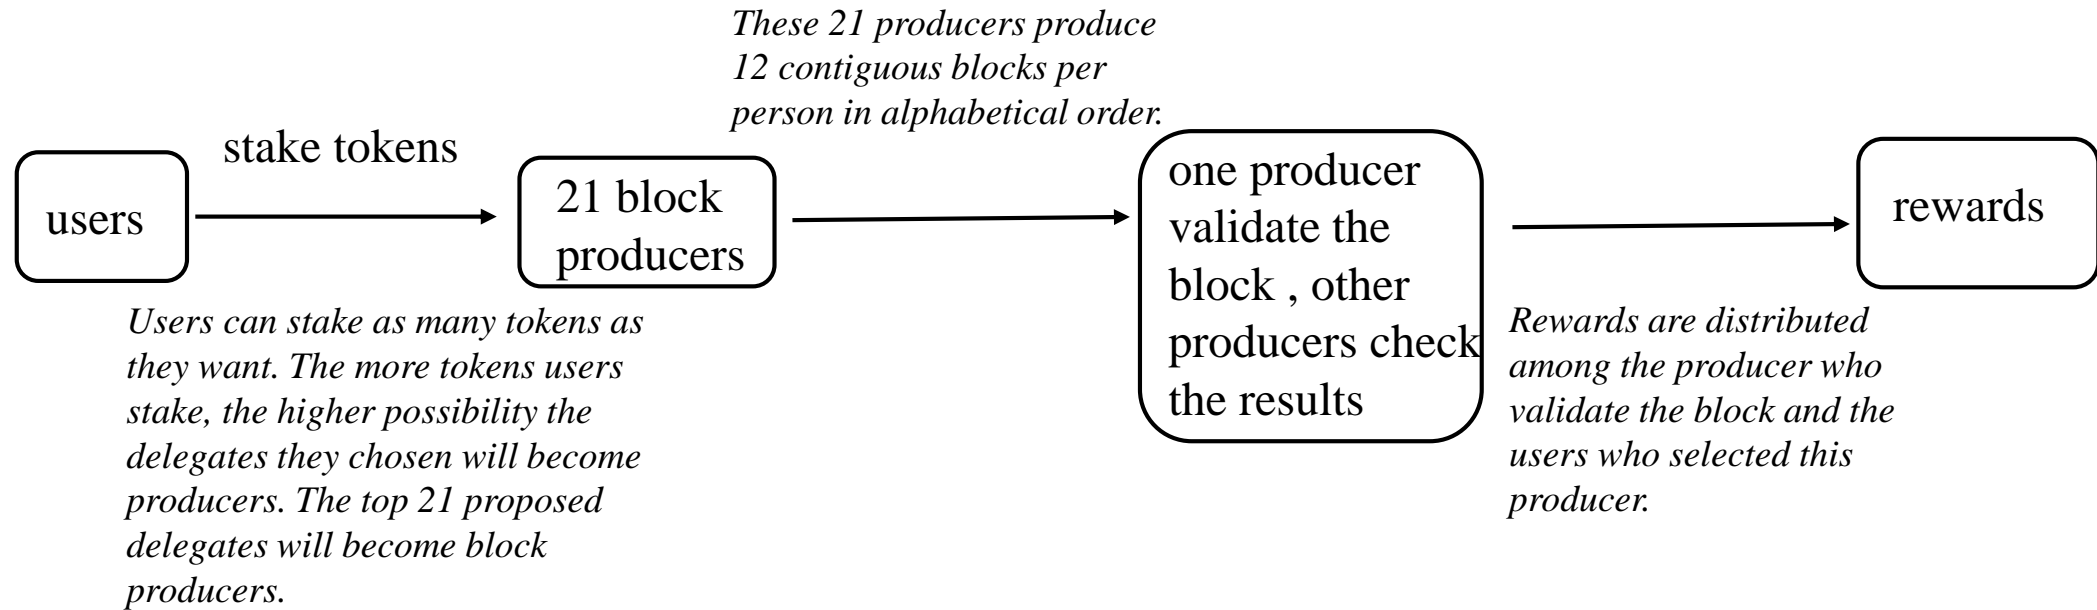 users
stake tokens
Users can stake as many tokens as
they want. The more tokens users
stake, the higher possibility the
delegates they chosen will become
producers. The top 21 proposed
delegates will become block
producers.
21 block
producers
These 21 producers produce
12 contiguous blocks per
person in alphabetical order.
one producer
validate the
block , other
producers check
the results
Rewards are distributed
among the producer who
validate the block and the
users who selected this
producer.
rewards